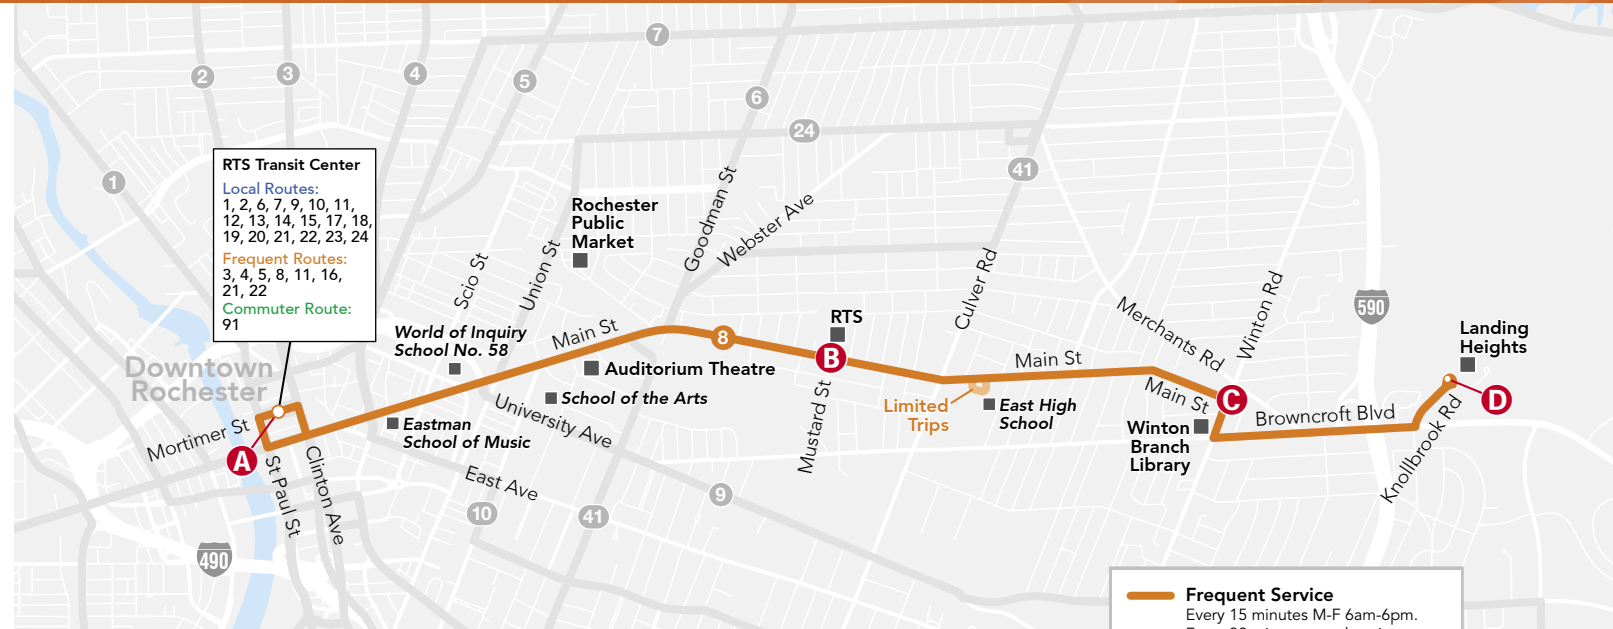 7
2
3
4
5
6
24
41
1
RTS Transit Center
Local Routes:
1, 2, 6, 7, 9, 10, 11,
12, 13, 14, 15, 17, 18,
19, 20, 21, 22, 23, 24
Frequent Routes:
3, 4, 5, 8, 11, 16,
21, 22
Commuter Route:
91
Rochester
Public
Market
Goodman St
Webster Ave
Scio St
Union St
Culver Rd
Winton Rd
Merchants Rd
590
Landing
Heights
World of Inquiry
School No. 58
Main St
8
RTS
B
Main St
Downtown
Rochester
Auditorium Theatre
School of the Arts
Limited
Trips
East High
School
Main St
C
D
Browncroft Blvd
Winton
Branch
Library
Knollbrook Rd
Mortimer St
A
Eastman
School of Music
University Ave
Mustard St
St Paul St
Clinton Ave
East Ave
9
10
41
490
Frequent Service
Every 15 minutes M-F 6am-6pm.